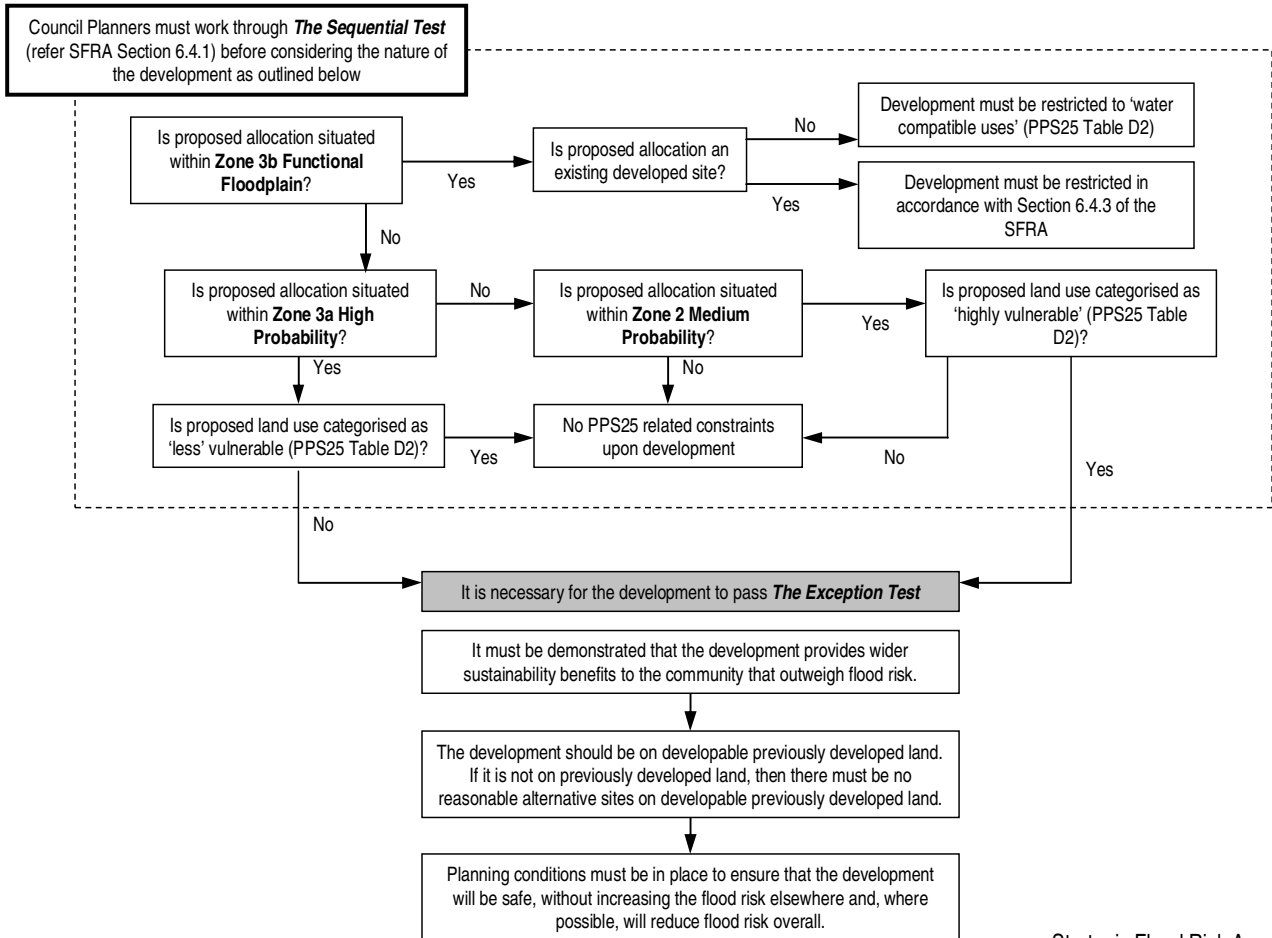 Council Planners must work through The Sequential Test
(refer SFRA Section 6.4.1) before considering the nature of
the development as outlined below
Is proposed allocation situated
within Zone 3b Functional
Floodplain?
Yes
Is proposed allocation an
existing developed site?
No
Development must be restricted to 'water
compatible uses' (PPS25 Table D2)
Yes
Development must be restricted in
accordance with Section 6.4.3 of the
SFRA
No
Is proposed allocation situated
within Zone 3a High
Probability?
No
Is proposed allocation situated
within Zone 2 Medium
Probability?
Yes
Is proposed land use categorised as
'highly vulnerable' (PPS25 Table
D2)?
Yes
No
Is proposed land use categorised as
'less' vulnerable (PPS25 Table D2)?
Yes
No PPS25 related constraints
upon development
No
Yes
No
It is necessary for the development to pass The Exception Test
It must be demonstrated that the development provides wider
sustainability benefits to the community that outweigh flood risk.
The development should be on developable previously developed land.
If it is not on previously developed land, then there must be no
reasonable alternative sites on developable previously developed land.
Planning conditions must be in place to ensure that the development
will be safe, without increasing the flood risk elsewhere and, where
possible, will reduce flood risk overall.